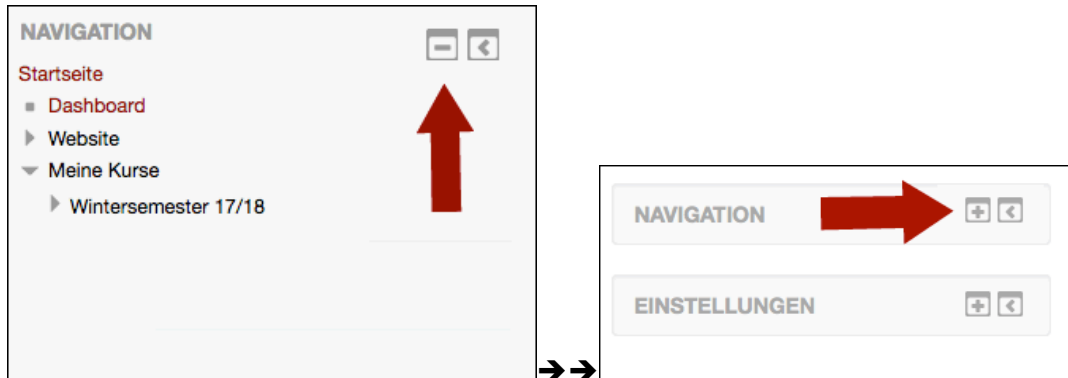 NAVIGATION
Startseite
Dashboard
Website
Meine Kurse
Wintersemester 17/18
NAVIGATION
EINSTELLUNGEN